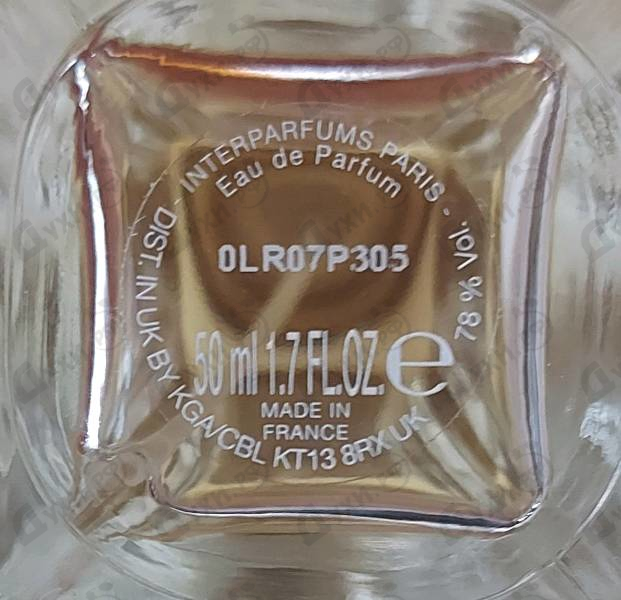 INTERPARFUMS PARIS - 78 % Vol.
Eau de Parfum
0LR07P305
50 ml 1.7 FL.OZ. e
MADE IN
FRANCE
DIST. IN UK BY KGA/CBL KT13 8RX UK